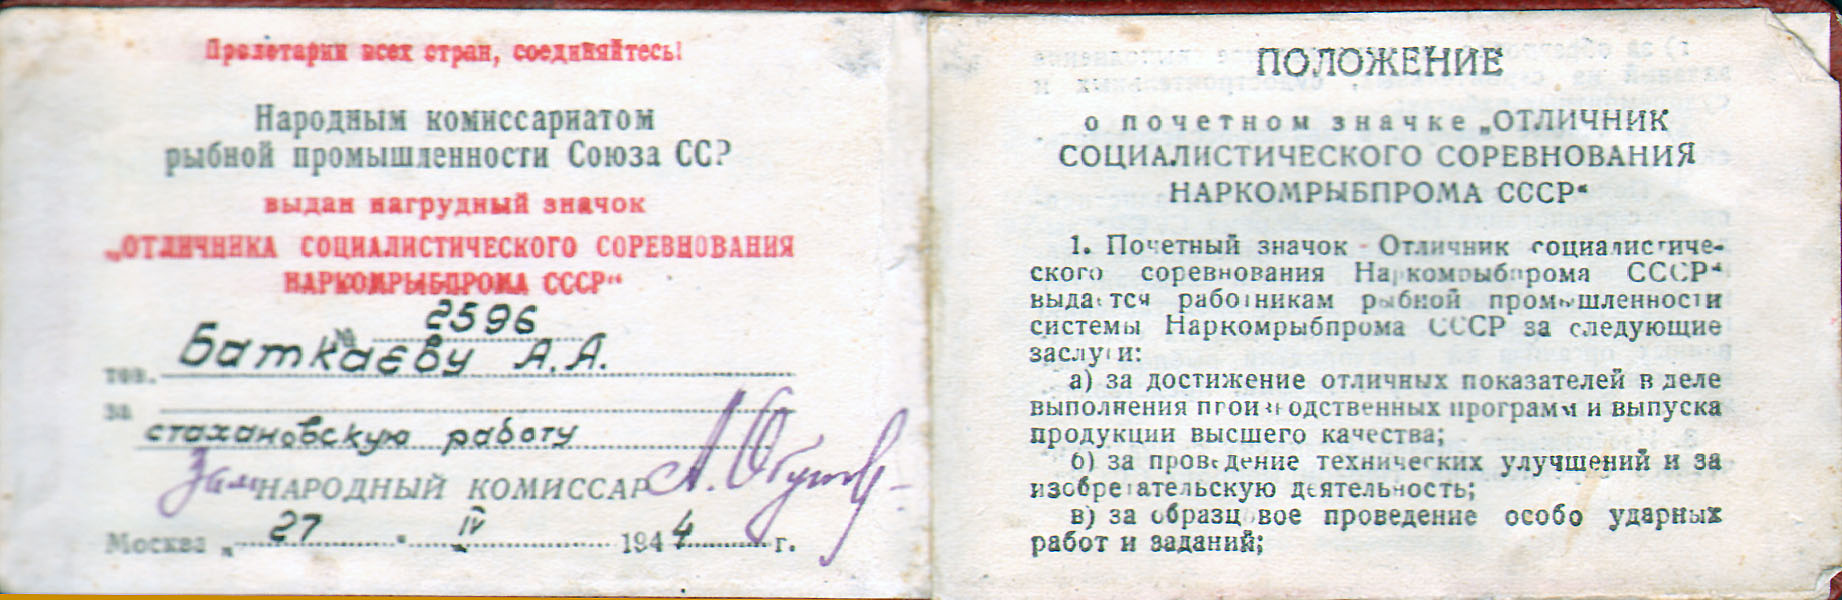 Пролетарии всех стран, соединяйтесь!
Народным комиссариатом
рыбной промышленности Союза ССР
выдан нагрудный значок
„ОТЛИЧНИКА СОЦИАЛИСТИЧЕСКОГО СОРЕВНОВАНИЯ
НАРКОМРЫБПРОМА СССР“
№ 2596
тов. Баткаеву А.А.
за
стахановскую работу
Зам НАРОДНЫЙ КОМИССАР
Москва „27 IV 1944 г.
ПОЛОЖЕНИЕ
о почетном значке „ОТЛИЧНИК
СОЦИАЛИСТИЧЕСКОГО СОРЕВНОВАНИЯ
НАРКОМРЫБПРОМА СССР“
1. Почетный значок Отличник социалистиче-
ского соревнования Наркомрыбпрома СССР“
выдается работникам рыбной промышленности
системы Наркомрыбпрома СССР за следующие
заслуги:
а) за достижение отличных показателей в деле
выполнения производственных программ и выпуска
продукции высшего качества;
б) за проведение технических улучшений и за
изобретательскую деятельность;
в) за образцовое проведение особо ударных
работ и заданий;